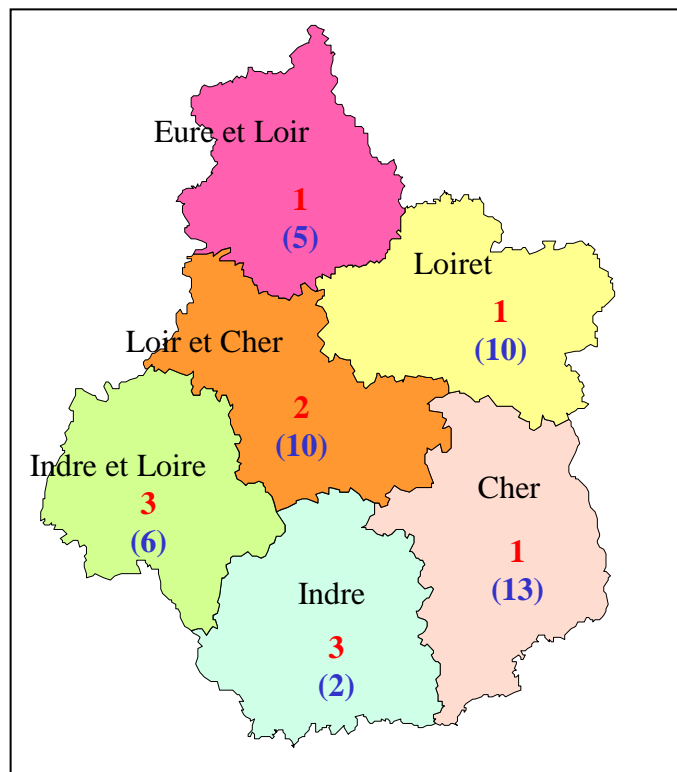 Eure et Loir
1
(5)
Loiret
1
(10)
Loir et Cher
2
(10)
Indre et Loire
3
(6)
Cher
1
(13)
Indre
3
(2)